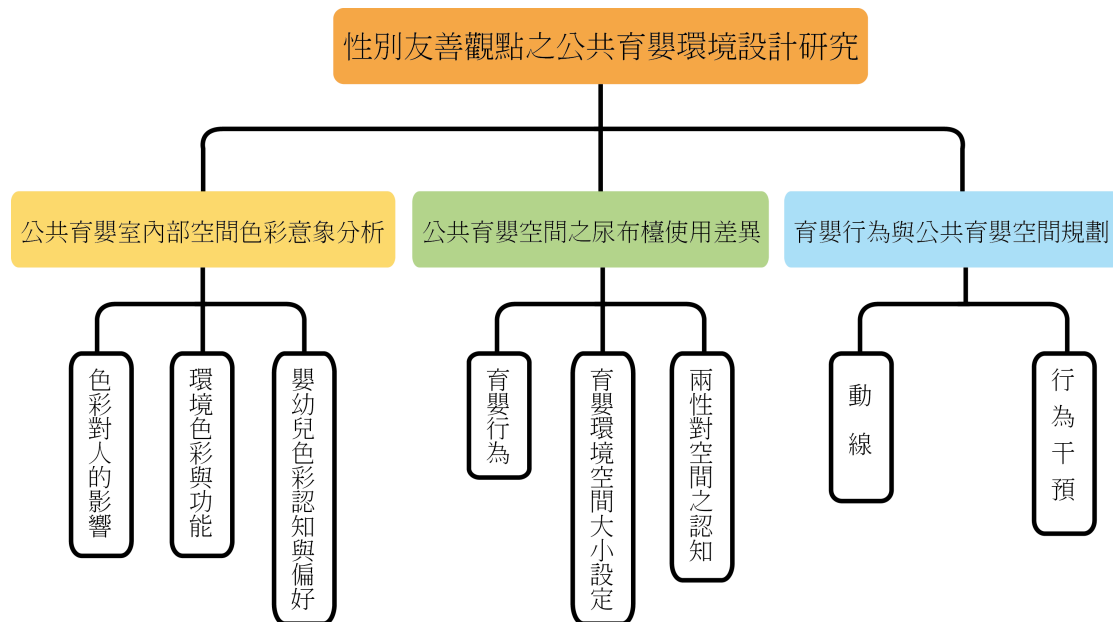 性別友善觀點之公共育嬰環境設計研究
公共育嬰室內部空間色彩意象分析
公共育嬰空間之尿布檯使用差異
育嬰行為與公共育嬰空間規劃
色彩對人的影響
環境色彩與功能
嬰幼兒色彩認知與偏好
育嬰行為
育嬰環境空間大小設定
兩性對空間之認知
動線
行為干預